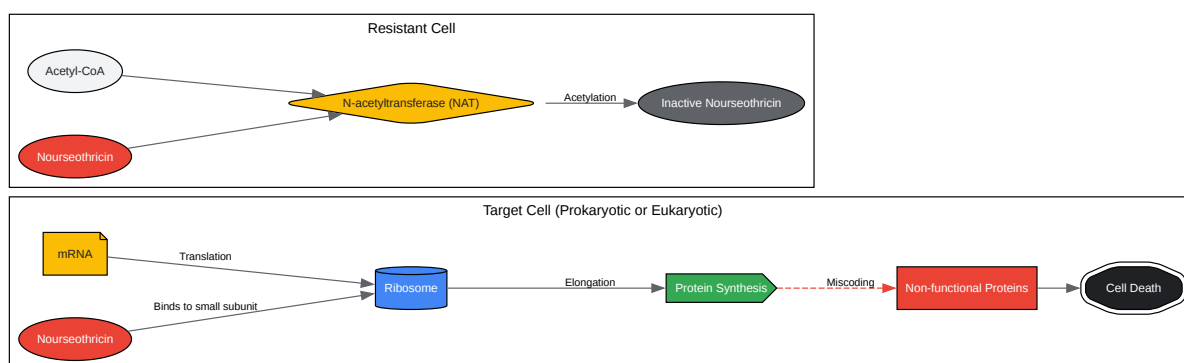 Resistant Cell
Acetyl-CoA
N-acetyltransferase (NAT)
Acetylation
Inactive Nourseothricin
Nourseothricin
Target Cell (Prokaryotic or Eukaryotic)
mRNA
Translation
Ribosome
Elongation
Protein Synthesis
Miscoding
Non-functional Proteins
Cell Death
Binds to small subunit
Nourseothricin